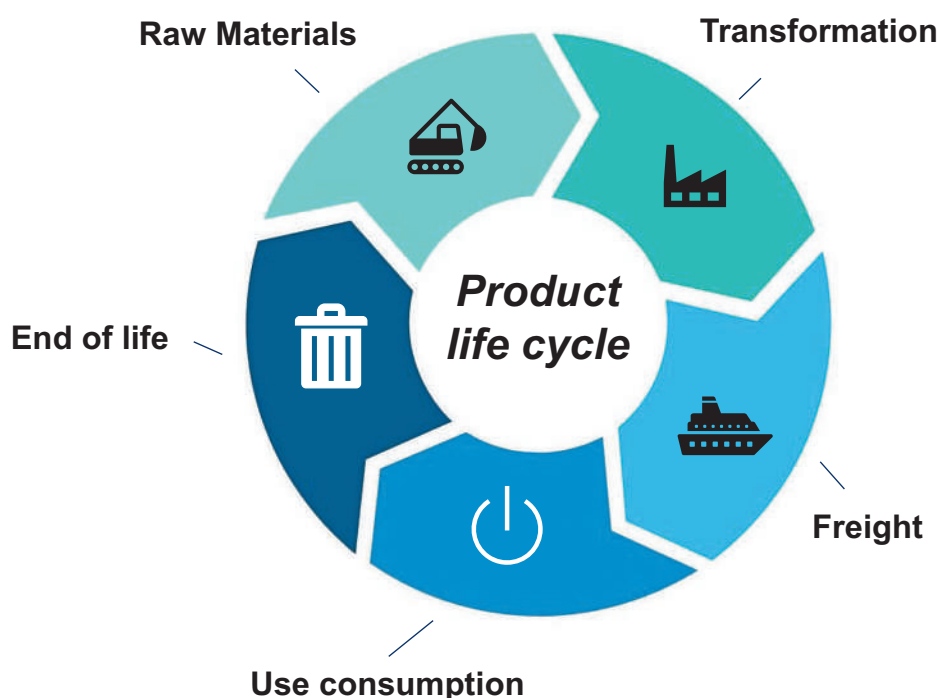 Raw Materials
Transformation
Product
life cycle
End of life
Freight
Use consumption